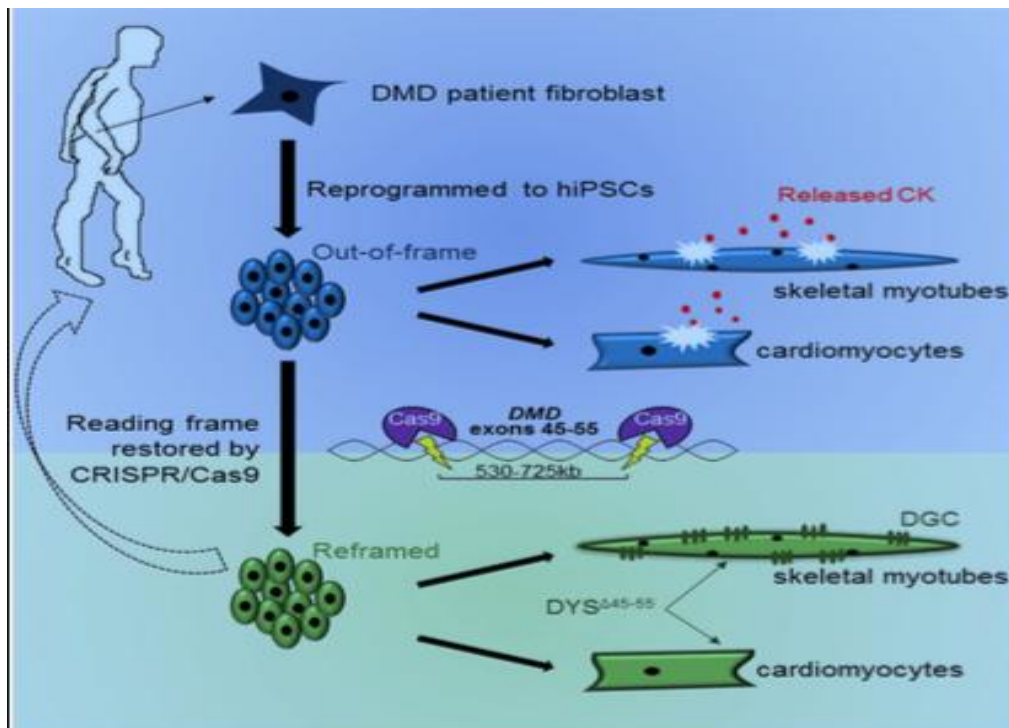 DMD patient fibroblast
Reprogrammed to hiPSCs
Released CK
Out-of-frame
skeletal myotubes
cardiomyocytes
Reading frame
restored by
CRISPR/Cas9
Cas9
DMD
exons 45-55
Cas9
530-725kb
Reframed
DGC
skeletal myotubes
DYSΔ45-55
cardiomyocytes